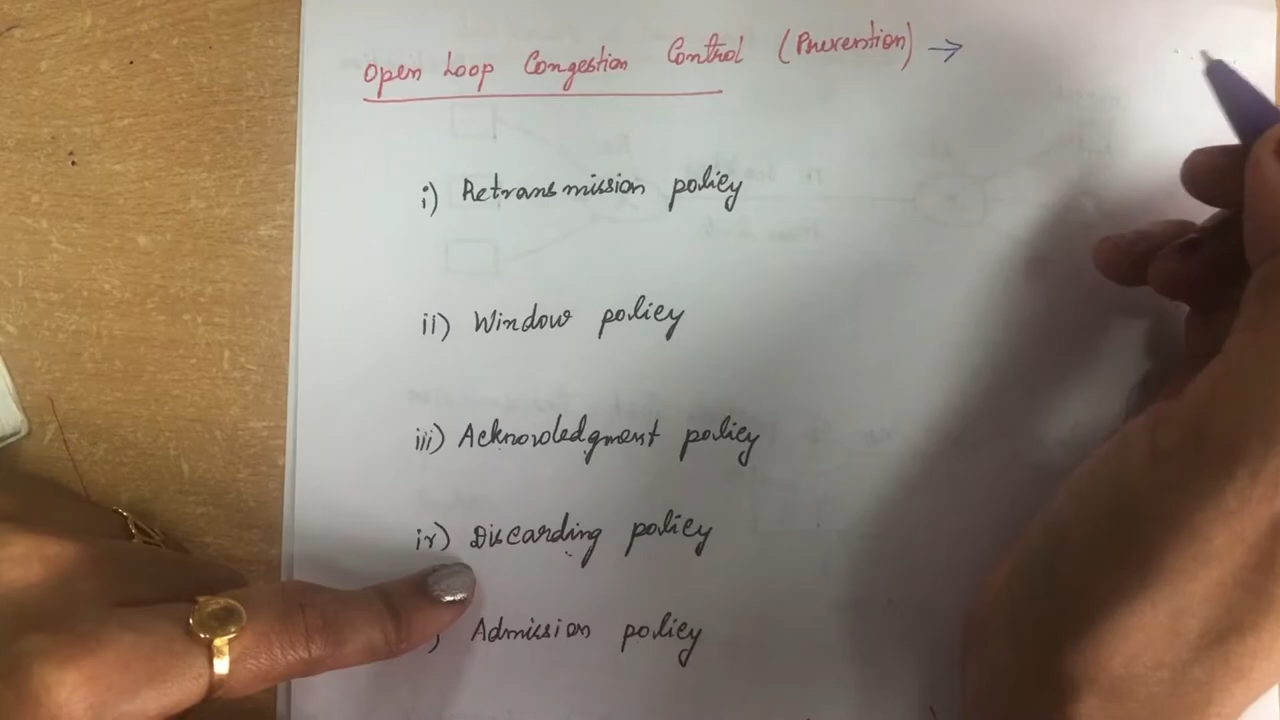 Open Loop Congestion Control (Prevention) →
i) Retransmission policy
ii) Window policy
iii) Acknowledgment policy
iv) Discarding policy
) Admission policy